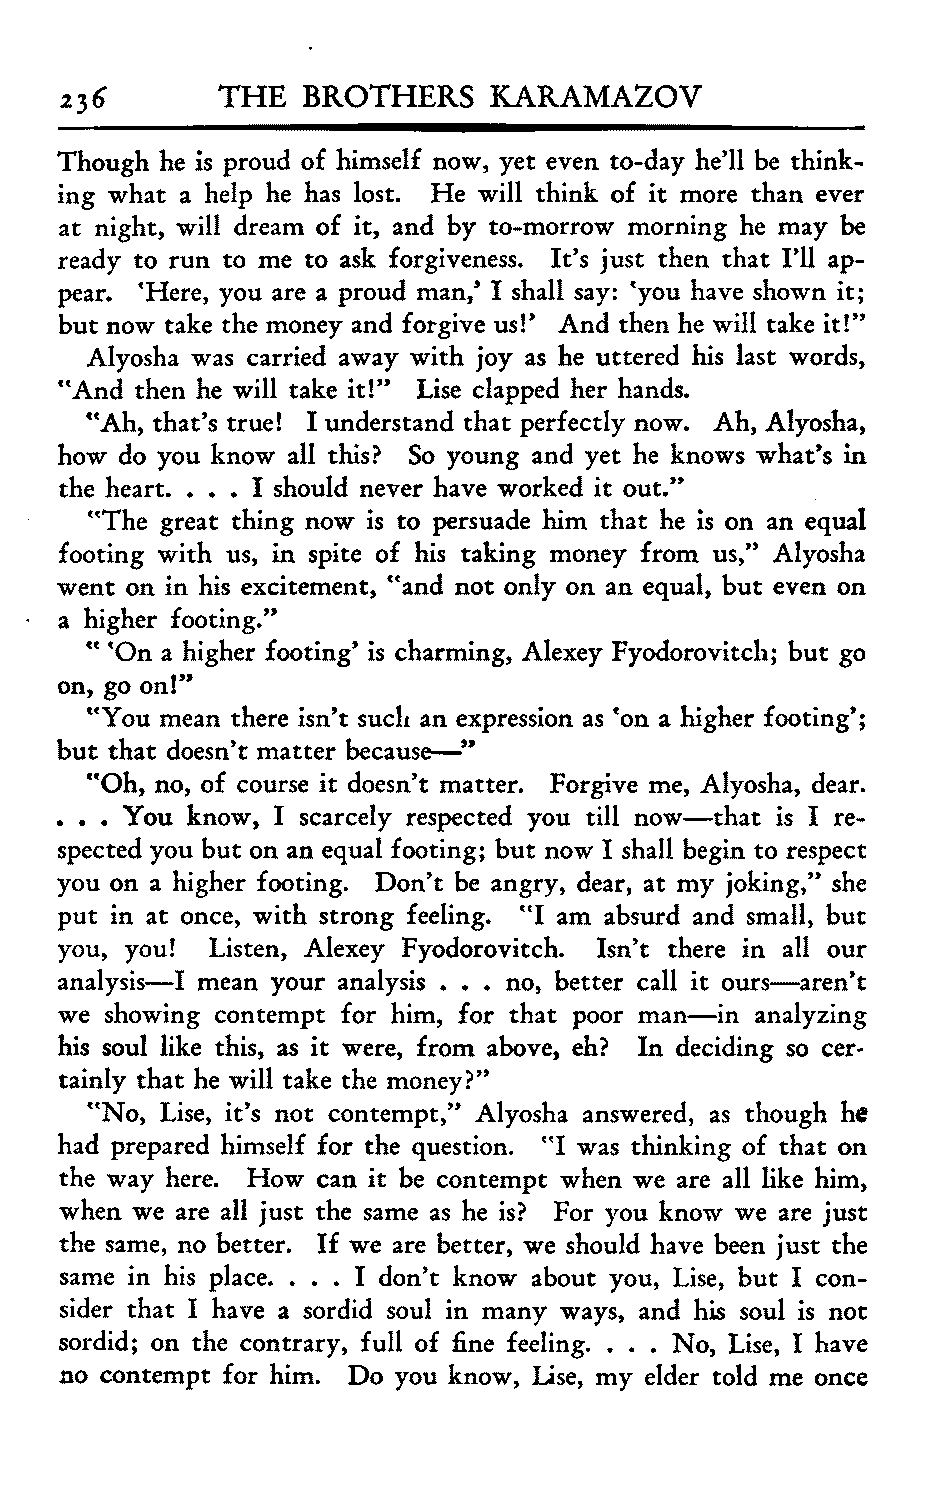 236 THE BROTHERS KARAMAZOV
Though he is proud of himself now, yet even to-day he'll be think-
ing what a help he has lost. He will think of it more than ever
at night, will dream of it, and by to-morrow morning he may be
ready to run to me to ask forgiveness. It's just then that I'll ap-
pear. 'Here, you are a proud man,' I shall say: 'you have shown it;
but now take the money and forgive us!' And then he will take it!"
Alyosha was carried away with joy as he uttered his last words,
"And then he will take it!" Lise clapped her hands.
"Ah, that's true! I understand that perfectly now. Ah, Alyosha,
how do you know all this? So young and yet he knows what's in
the heart. . . . I should never have worked it out."
"The great thing now is to persuade him that he is on an equal
footing with us, in spite of his taking money from us," Alyosha
went on in his excitement, "and not only on an equal, but even on
a higher footing."
" 'On a higher footing' is charming, Alexey Fyodorovitch; but go
on, go on!"
"You mean there isn't such an expression as 'on a higher footing';
but that doesn't matter because—"
"Oh, no, of course it doesn't matter. Forgive me, Alyosha, dear.
. . . You know, I scarcely respected you till now—that is I re-
spected you but on an equal footing; but now I shall begin to respect
you on a higher footing. Don't be angry, dear, at my joking," she
put in at once, with strong feeling. "I am absurd and small, but
you, you! Listen, Alexey Fyodorovitch. Isn't there in all our
analysis—I mean your analysis . . . no, better call it ours—aren't
we showing contempt for him, for that poor man—in analyzing
his soul like this, as it were, from above, eh? In deciding so cer-
tainly that he will take the money?"
"No, Lise, it's not contempt," Alyosha answered, as though he
had prepared himself for the question. "I was thinking of that on
the way here. How can it be contempt when we are all like him,
when we are all just the same as he is? For you know we are just
the same, no better. If we are better, we should have been just the
same in his place. . . . I don't know about you, Lise, but I con-
sider that I have a sordid soul in many ways, and his soul is not
sordid; on the contrary, full of fine feeling. . . . No, Lise, I have
no contempt for him. Do you know, Lise, my elder told me once